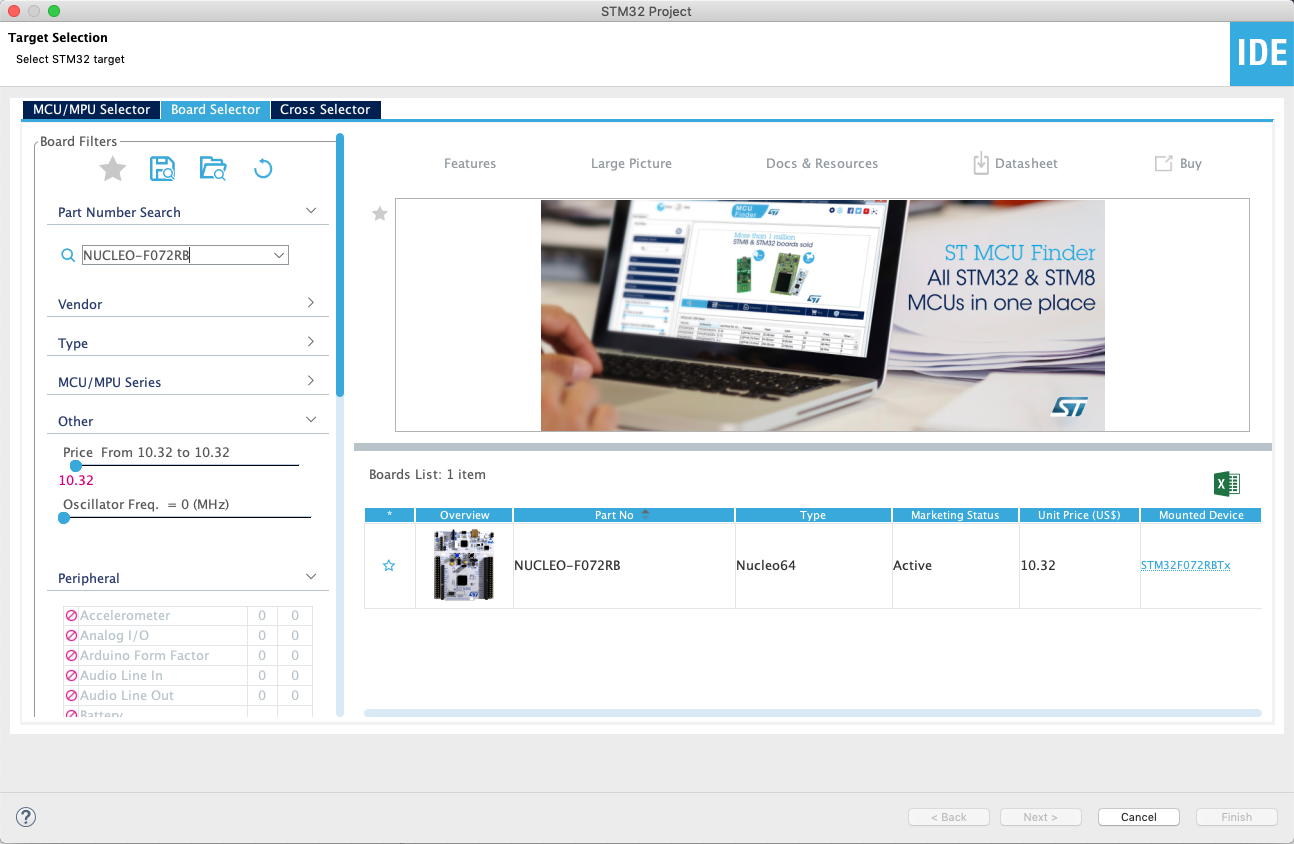 STM32 Project
Target Selection
Select STM32 target
IDE
MCU/MPU Selector
Board Selector
Cross Selector
Board Filters
Part Number Search
NUCLEO-F072RB
Vendor
Type
MCU/MPU Series
Other
Price From 10.32 to 10.32
10.32
Oscillator Freq. = 0 (MHz)
Peripheral
Accelerometer 0 0
Analog I/O 0 0
Arduino Form Factor 0 0
Audio Line In 0 0
Audio Line Out 0 0
Battery
Features
Large Picture
Docs & Resources
Datasheet
Buy
MCU
Finder
More than 1 million
STM8 & STM32 boards sold
ST MCU Finder
All STM32 & STM8
MCUs in one place
ST
Boards List: 1 item
* Overview Part No Type Marketing Status Unit Price (US$) Mounted Device
NUCLEO-F072RB Nucleo64 Active 10.32 STM32F072RBTx
?
< Back
Next >
Cancel
Finish